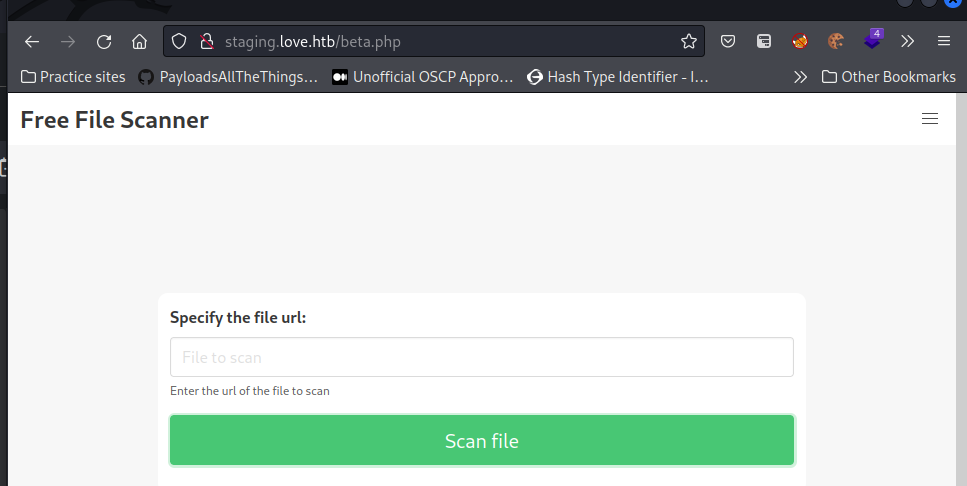 4
staging.love.htb/beta.php
Practice sites PayloadsAllTheThings… Unofficial OSCP Appro… Hash Type Identifier - I… Other Bookmarks
Free File Scanner
Specify the file url:
File to scan
Enter the url of the file to scan
Scan file